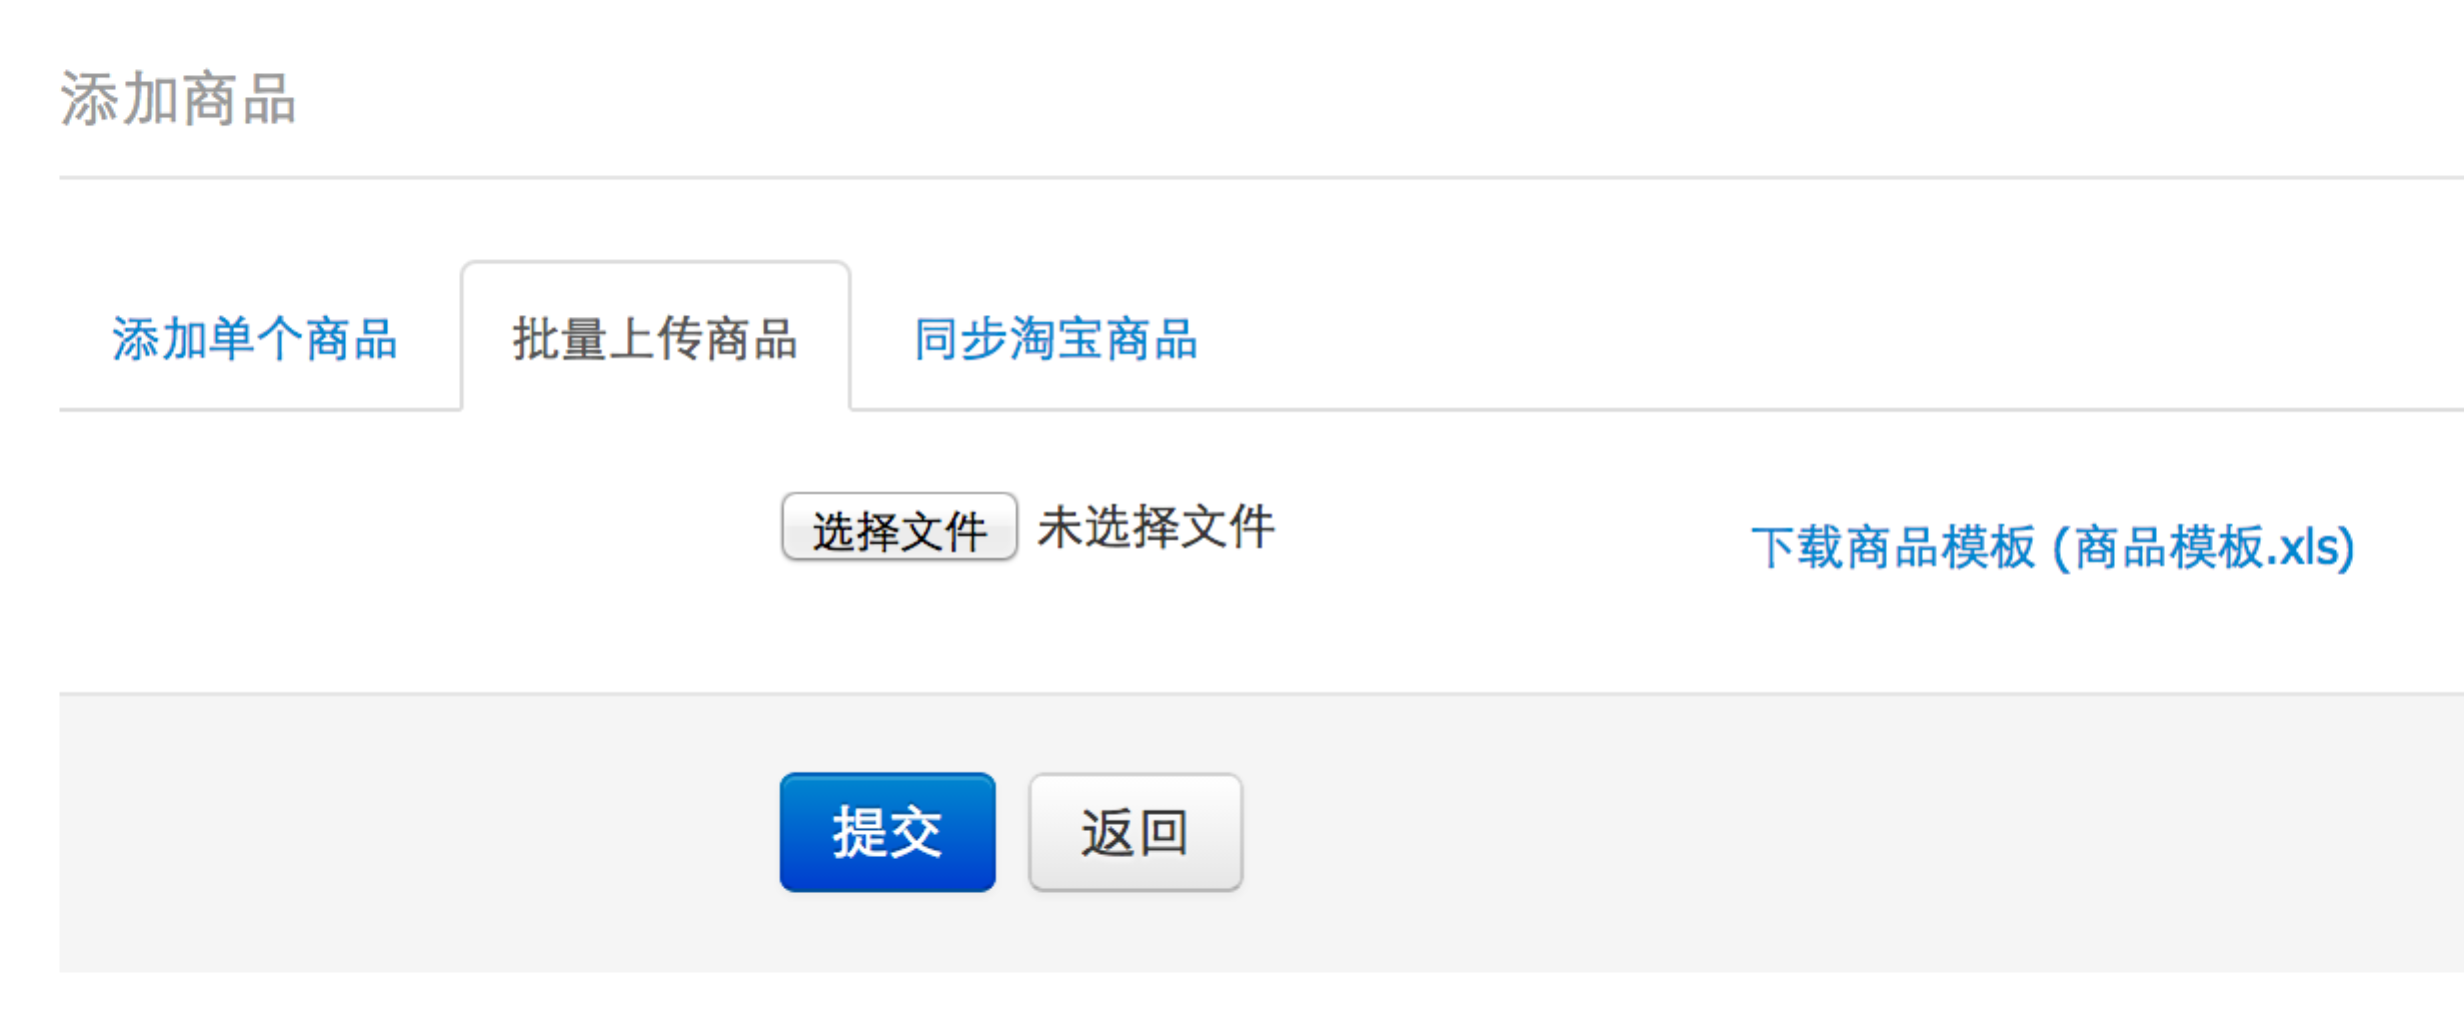 添加商品
添加单个商品 批量上传商品 同步淘宝商品
选择文件 未选择文件 下载商品模板 (商品模板.xls)
提交 返回